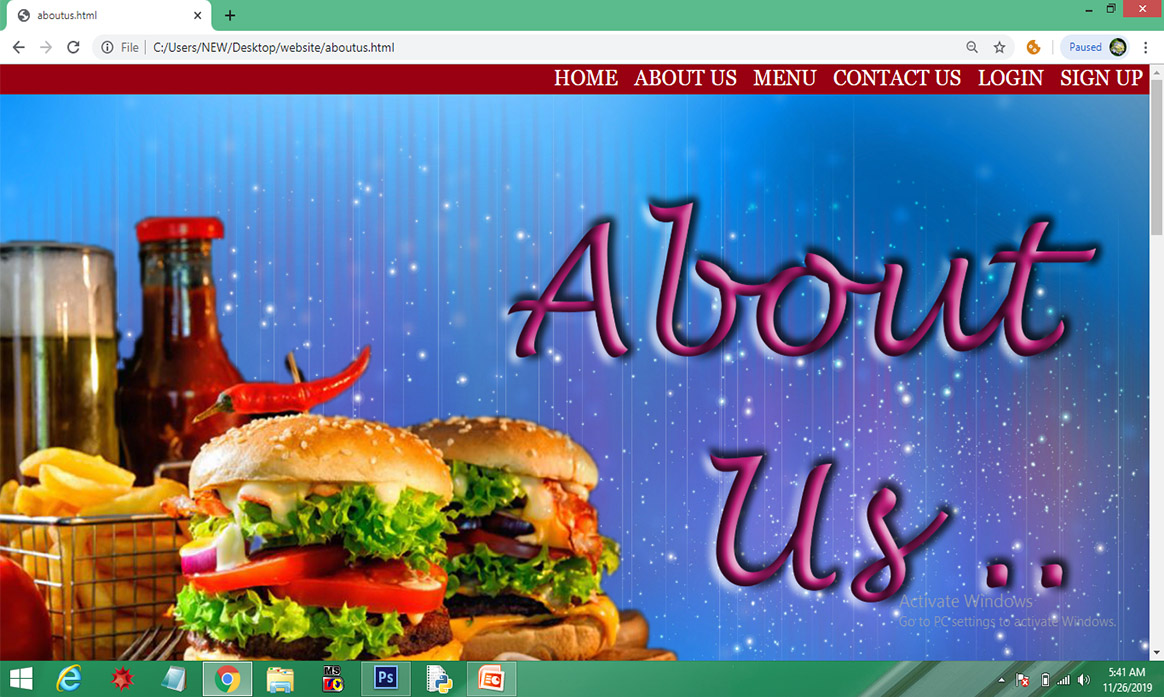 aboutus.html
File C:/Users/NEW/Desktop/website/aboutus.html Paused
HOME ABOUT US MENU CONTACT US LOGIN SIGN UP
About
Us ..
Activate Windows
Go to PC settings to activate Windows.
MS
Ps
5:41 AM
11/26/2019